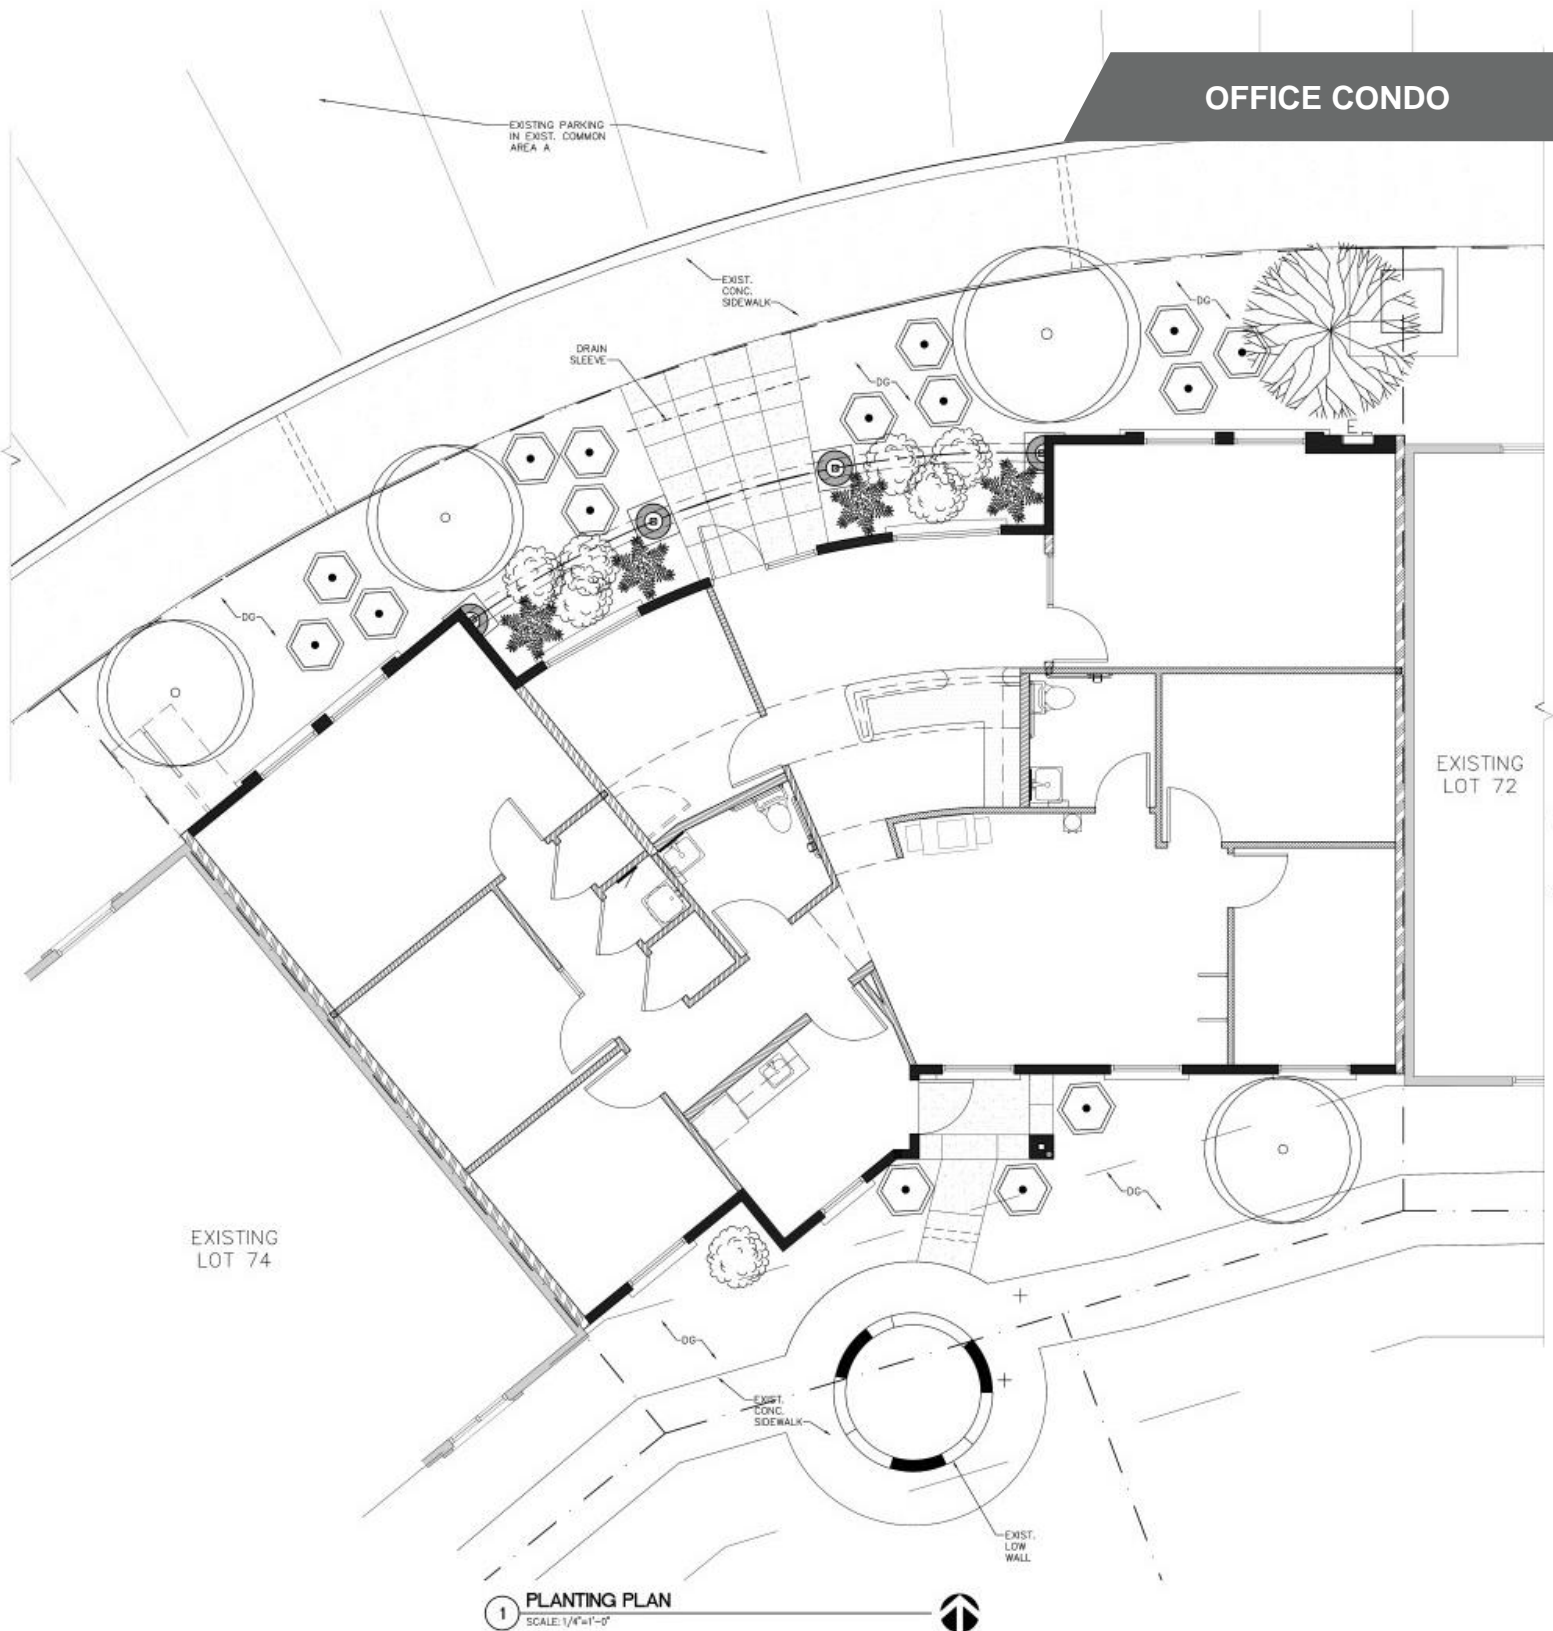 OFFICE CONDO
EXISTING PARKING
IN EXIST. COMMON
AREA A
EXIST.
CONC.
SIDEWALK
DG
DRAIN
SLEEVE
DG
E
DG
EXISTING
LOT 72
EXISTING
LOT 74
DG
DG
EXIST.
CONC.
SIDEWALK
EXIST.
LOW
WALL
1
PLANTING PLAN
SCALE: 1/4"=1'-0"